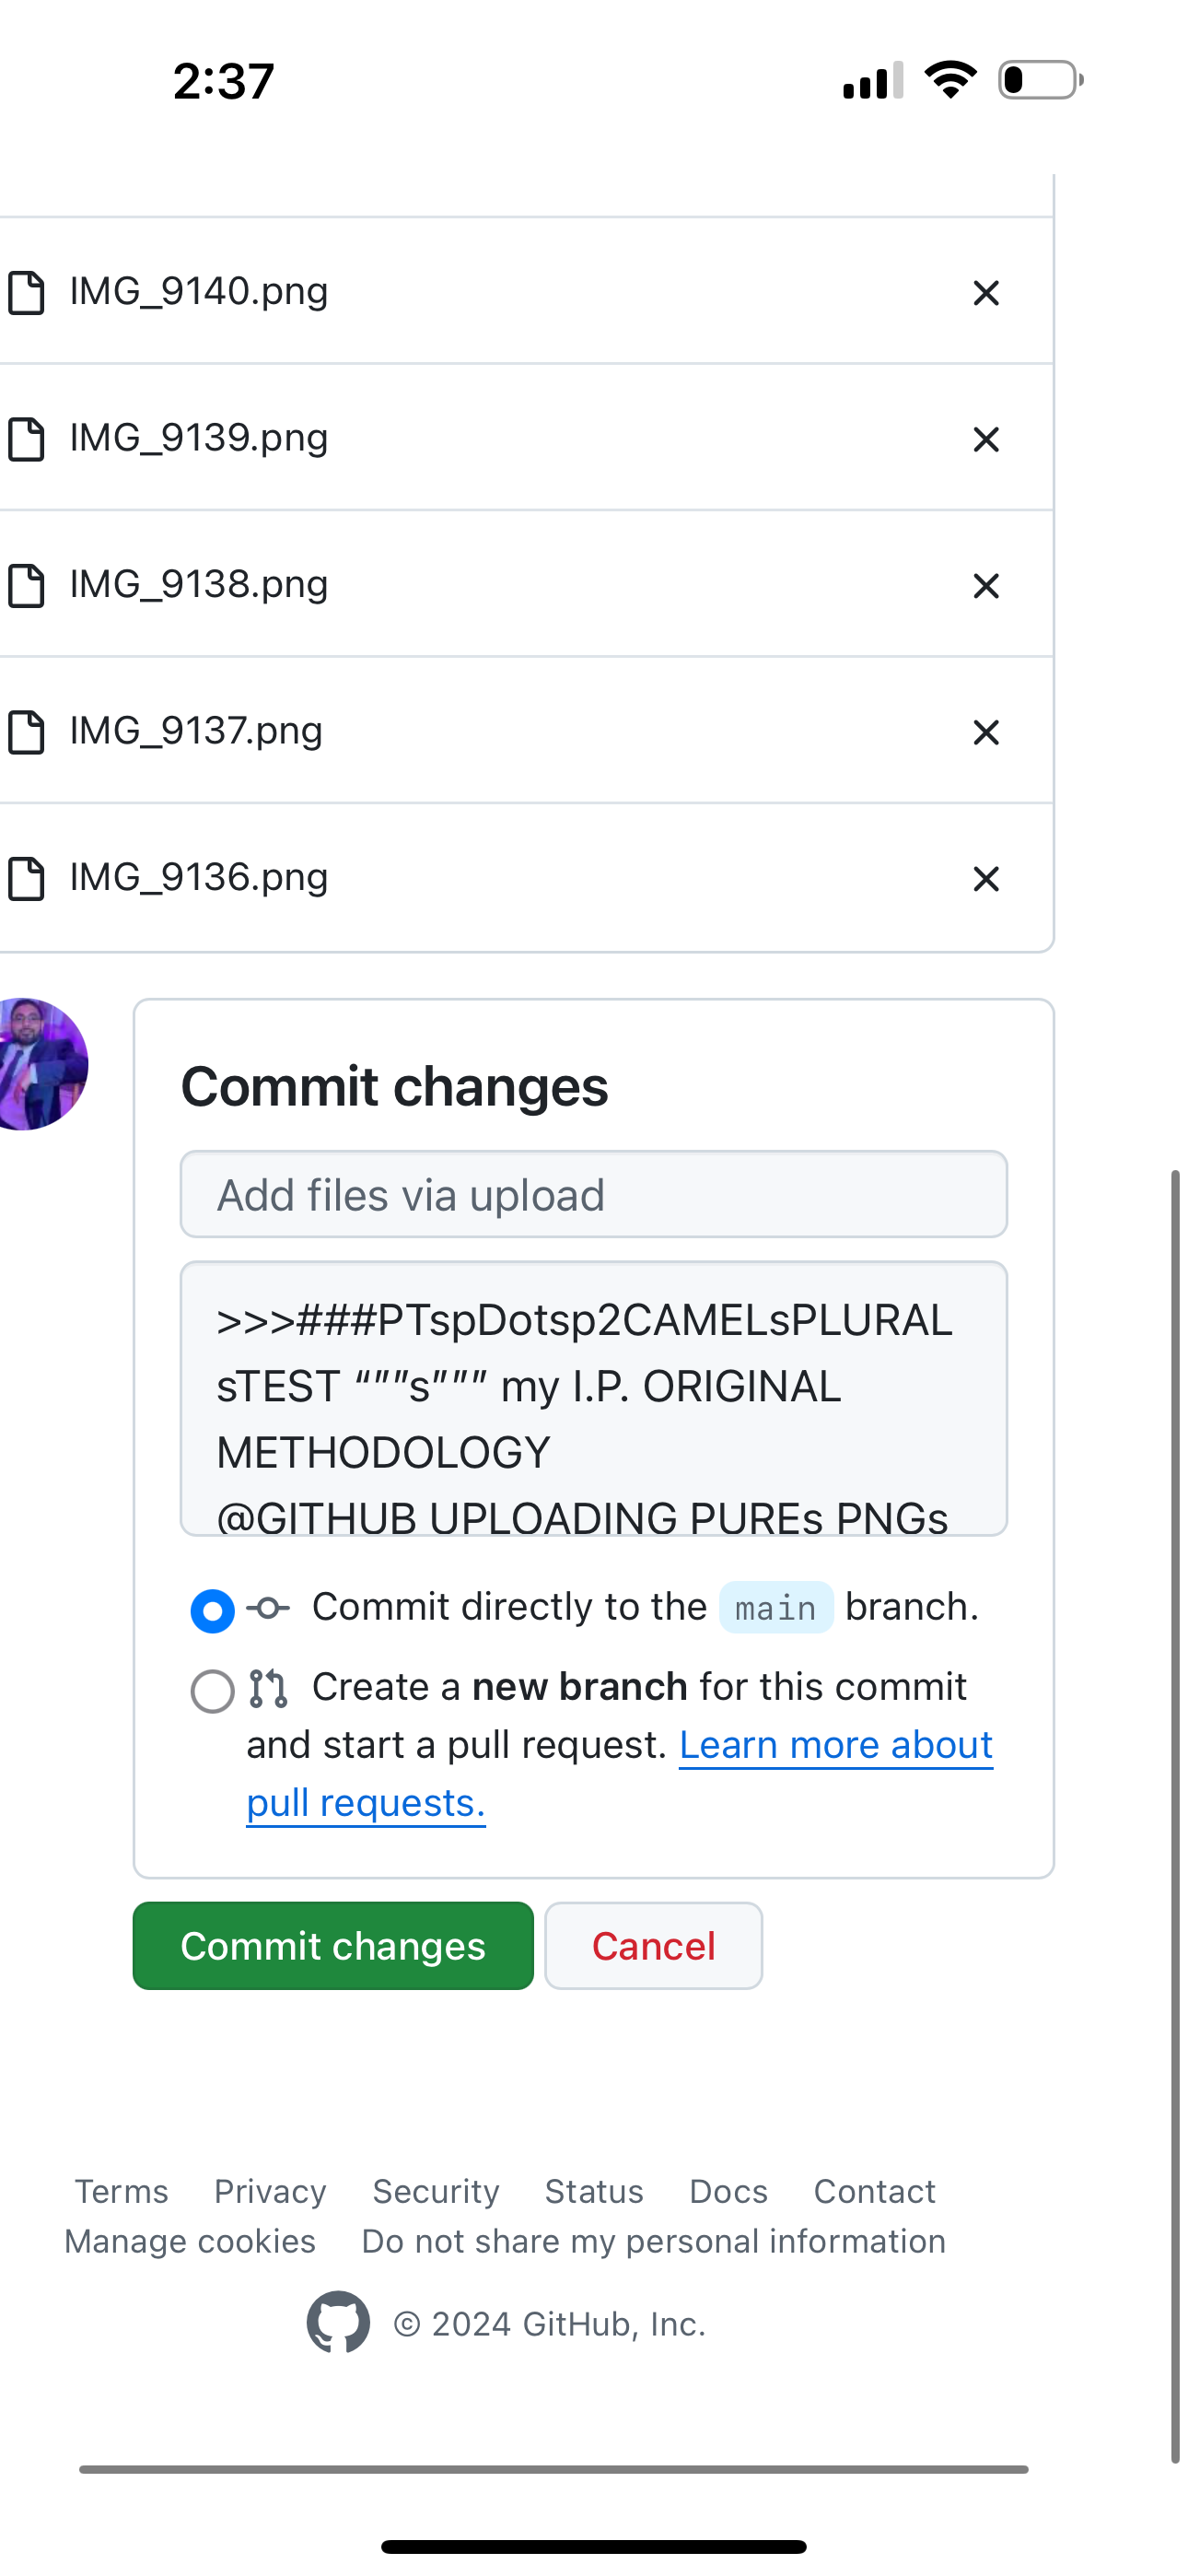 2:37
IMG_9140.png
IMG_9139.png
IMG_9138.png
IMG_9137.png
IMG_9136.png
Commit changes
Add files via upload
>>>###PTspDotsp2CAMELsPLURAL
sTEST “””s””” my I.P. ORIGINAL
METHODOLOGY
@GITHUB UPLOADING PUREs PNGs
Commit directly to the main branch.
Create a new branch for this commit
and start a pull request. Learn more about
pull requests.
Commit changes Cancel
Terms Privacy Security Status Docs Contact
Manage cookies Do not share my personal information
© 2024 GitHub, Inc.